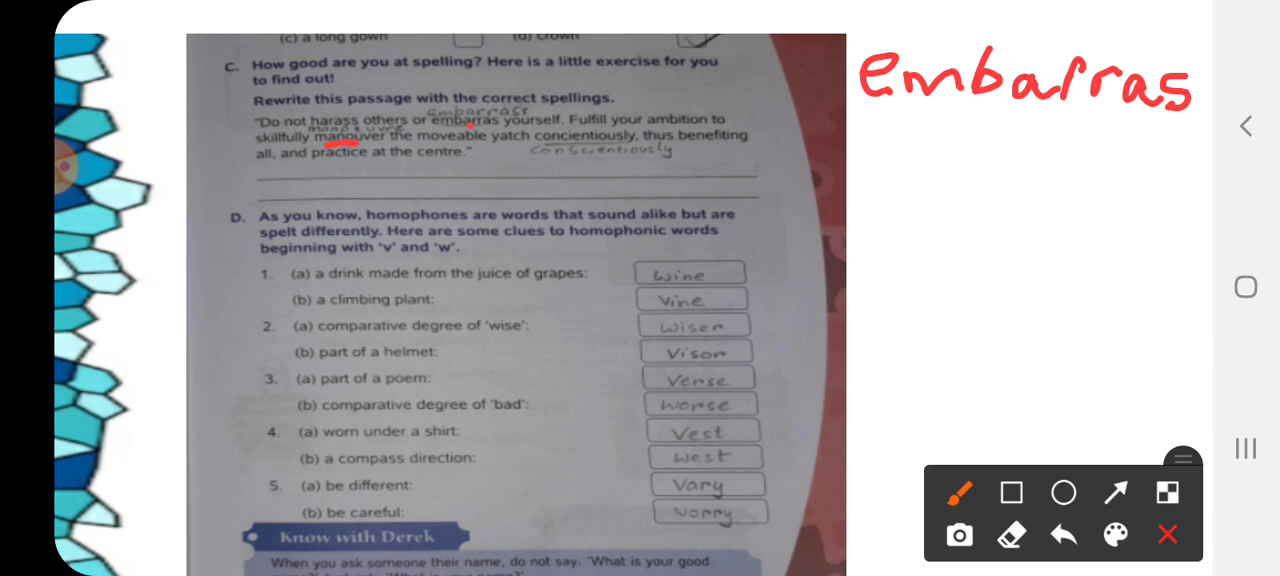 (c) a long gown (d) crown
embarras
C. How good are you at spelling? Here is a little exercise for you
to find out!
Rewrite this passage with the correct spellings.
embarrass
"Do not harass others or embarras yourself. Fulfill your ambition to
manoeuvre
skillfully manouver the moveable yatch concientiously, thus benefiting
all, and practice at the centre."
conscientiously
D. As you know, homophones are words that sound alike but are
spelt differently. Here are some clues to homophonic words
beginning with 'v' and 'w'.
1. (a) a drink made from the juice of grapes: wine
(b) a climbing plant: Vine
2. (a) comparative degree of 'wise': wiser
(b) part of a helmet: Visor
3. (a) part of a poem: Verse
(b) comparative degree of 'bad': worse
4. (a) worn under a shirt: Vest
(b) a compass direction: west
5. (a) be different: Vary
(b) be careful: worry
Know with Derek
When you ask someone their name, do not say: 'What is your good